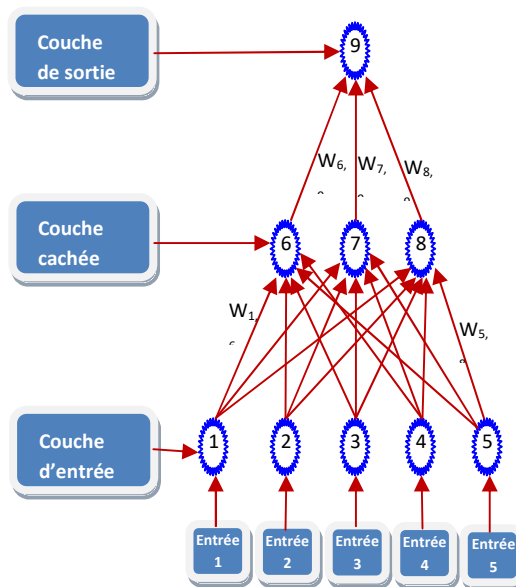 Couche
de sortie
9
W6,
W7,
W8,
Couche
cachée
6
7
8
W1,
W5,
Couche
d'entrée
1
2
3
4
5
Entrée
1
Entrée
2
Entrée
3
Entrée
4
Entrée
5